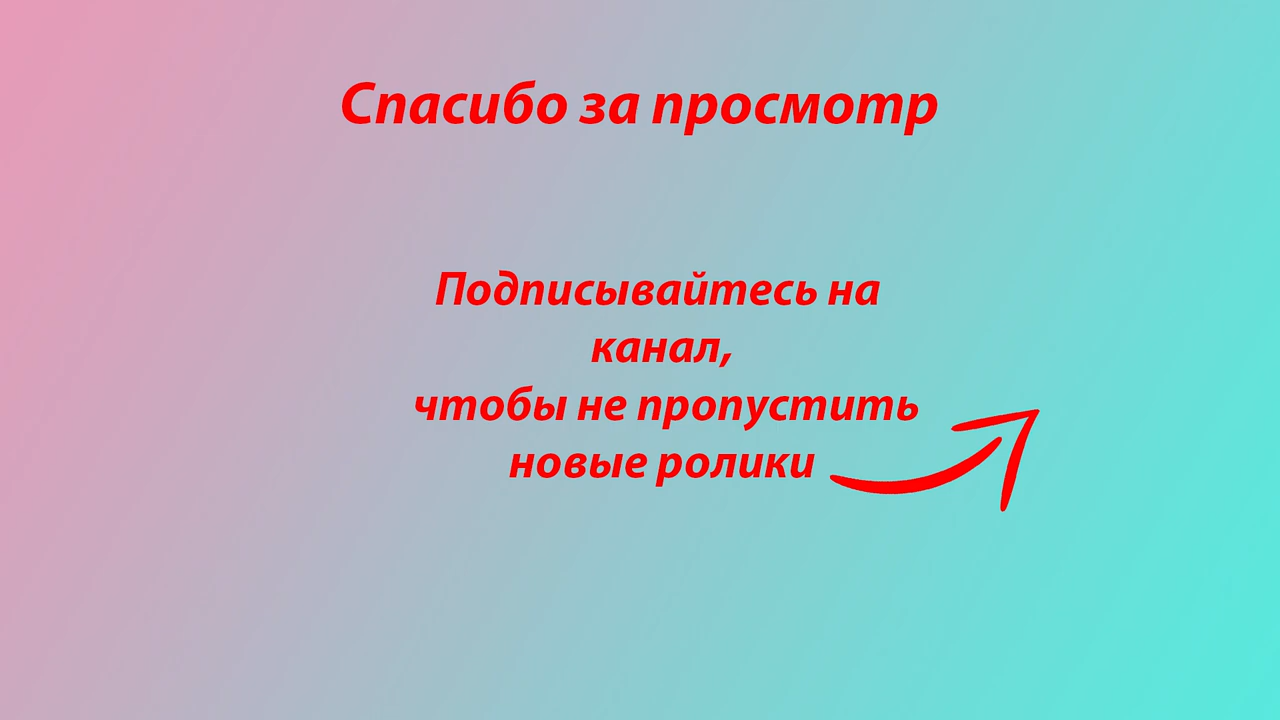 Спасибо за просмотр
Подписывайтесь на
канал,
чтобы не пропустить
новые ролики